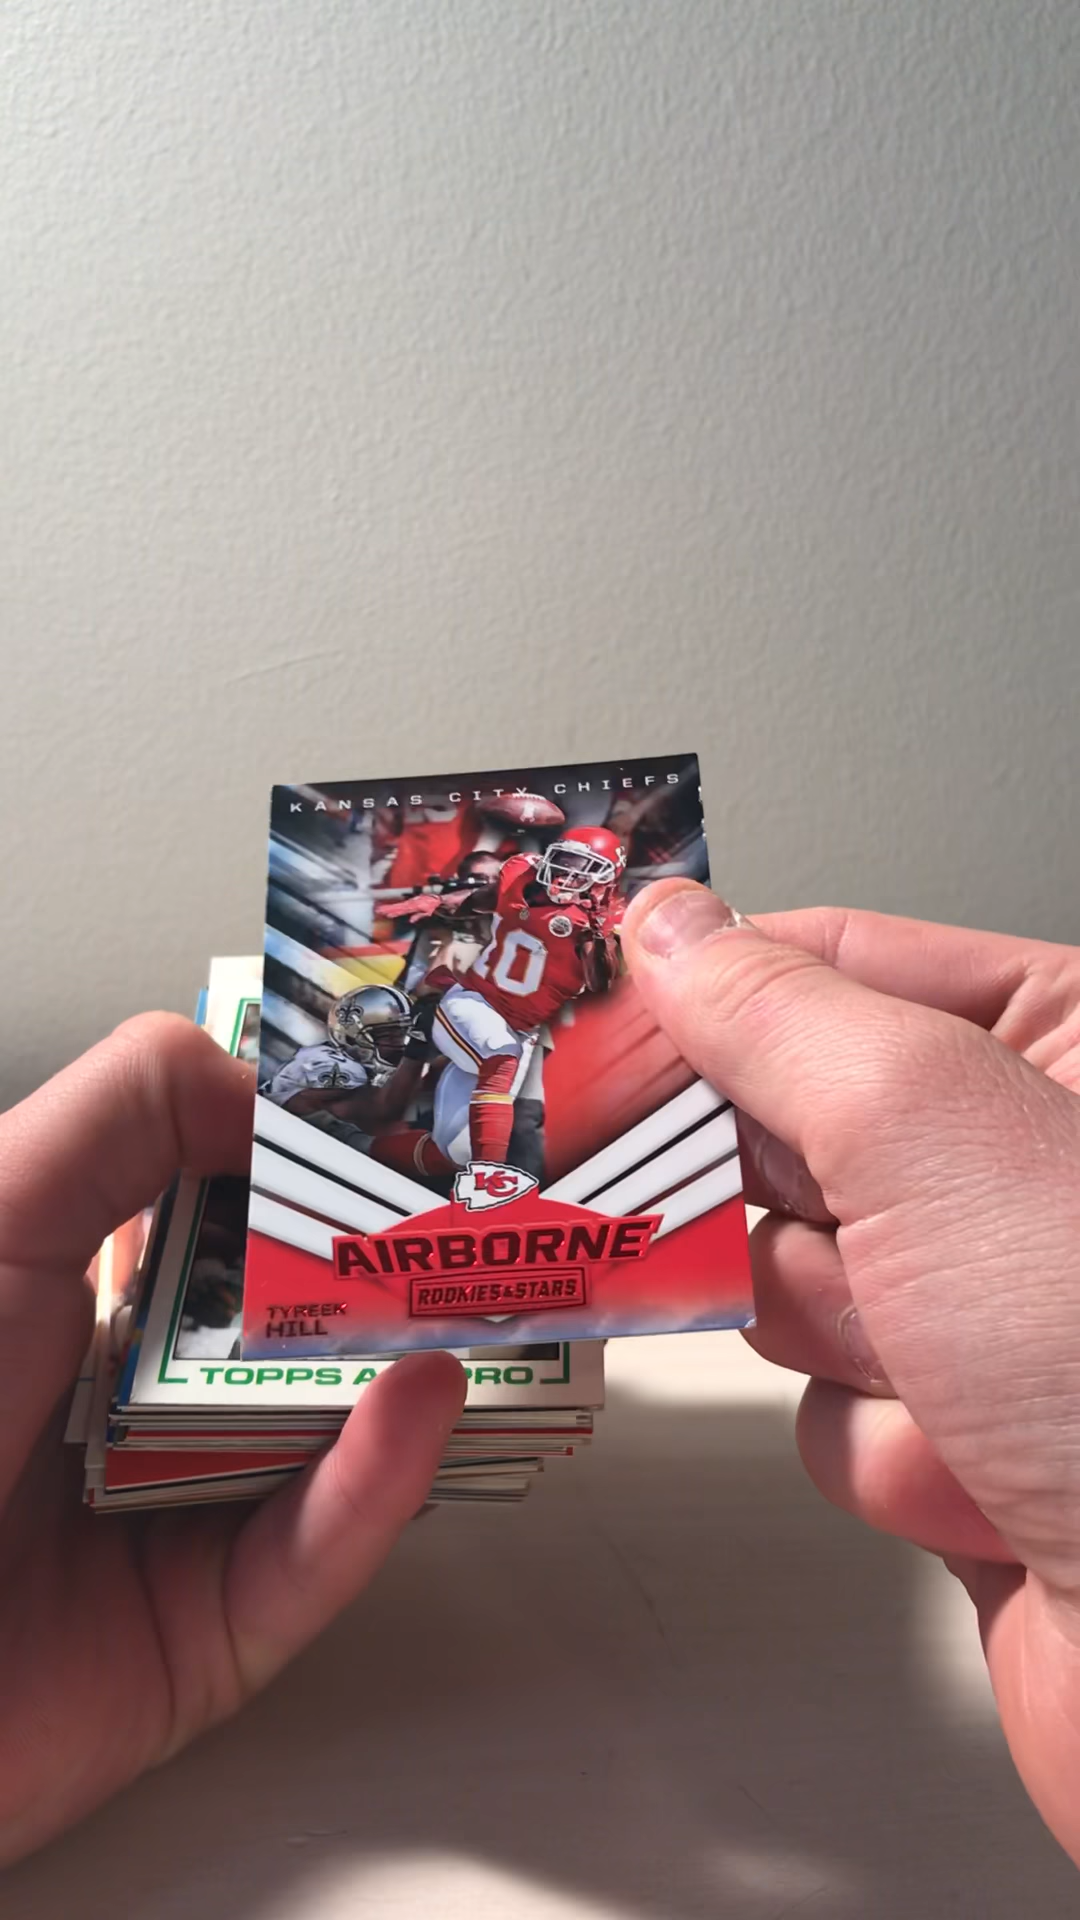 KANSAS CITY CHIEFS
10
KC
AIRBORNE
ROOKIES & STARS
TYREEK
HILL
TOPPS A PRO